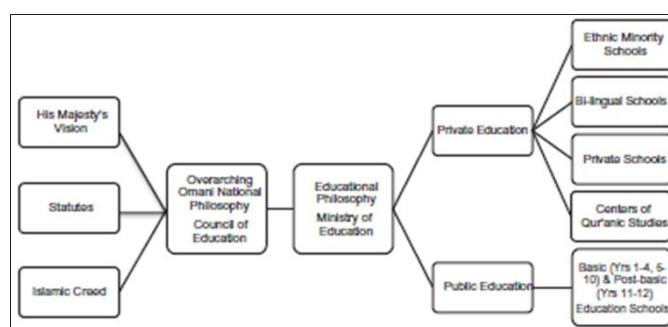 His Majesty's
Vision
Statutes
Islamic Creed
Overarching
Omani National
Philosophy
Council of
Education
Educational
Philosophy
Ministry of
Education
Private Education
Public Education
Ethnic Minority
Schools
Bi-lingual Schools
Private Schools
Centers of
Qur'anic Studies
Basic (Yrs 1-4, 5-
10) & Post-basic
(Yrs 11-12)
Education Schools